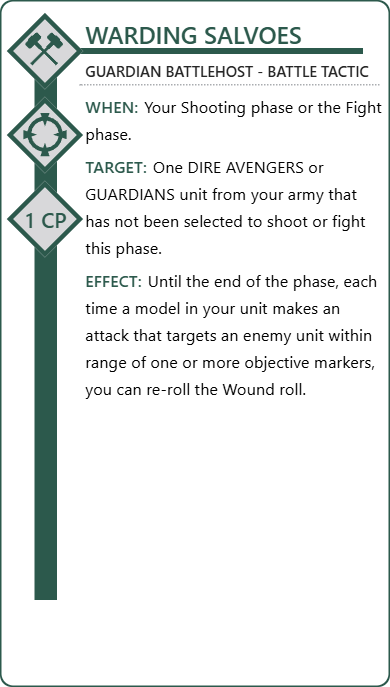 WARDING SALVOES
GUARDIAN BATTLEHOST - BATTLE TACTIC
WHEN: Your Shooting phase or the Fight
phase.
TARGET: One DIRE AVENGERS or
GUARDIANS unit from your army that
has not been selected to shoot or fight
this phase.
1 CP
EFFECT: Until the end of the phase, each
time a model in your unit makes an
attack that targets an enemy unit within
range of one or more objective markers,
you can re-roll the Wound roll.